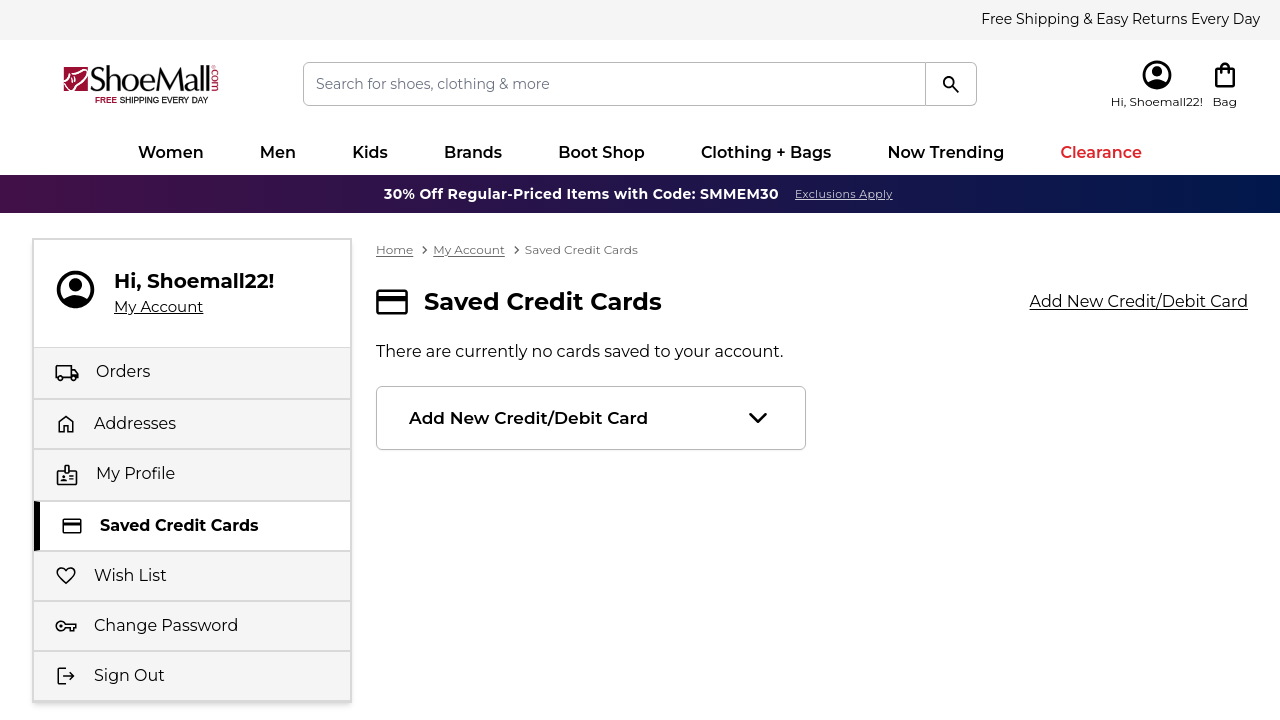 Free Shipping & Easy Returns Every Day
ShoeMall.com
FREE SHIPPING EVERY DAY
Search for shoes, clothing & more
Hi, Shoemall22!
Bag
Women
Men
Kids
Brands
Boot Shop
Clothing + Bags
Now Trending
Clearance
30% Off Regular-Priced Items with Code: SMMEM30 Exclusions Apply
Hi, Shoemall22!
My Account
Orders
Addresses
My Profile
Saved Credit Cards
Wish List
Change Password
Sign Out
Home > My Account > Saved Credit Cards
Saved Credit Cards
Add New Credit/Debit Card
There are currently no cards saved to your account.
Add New Credit/Debit Card